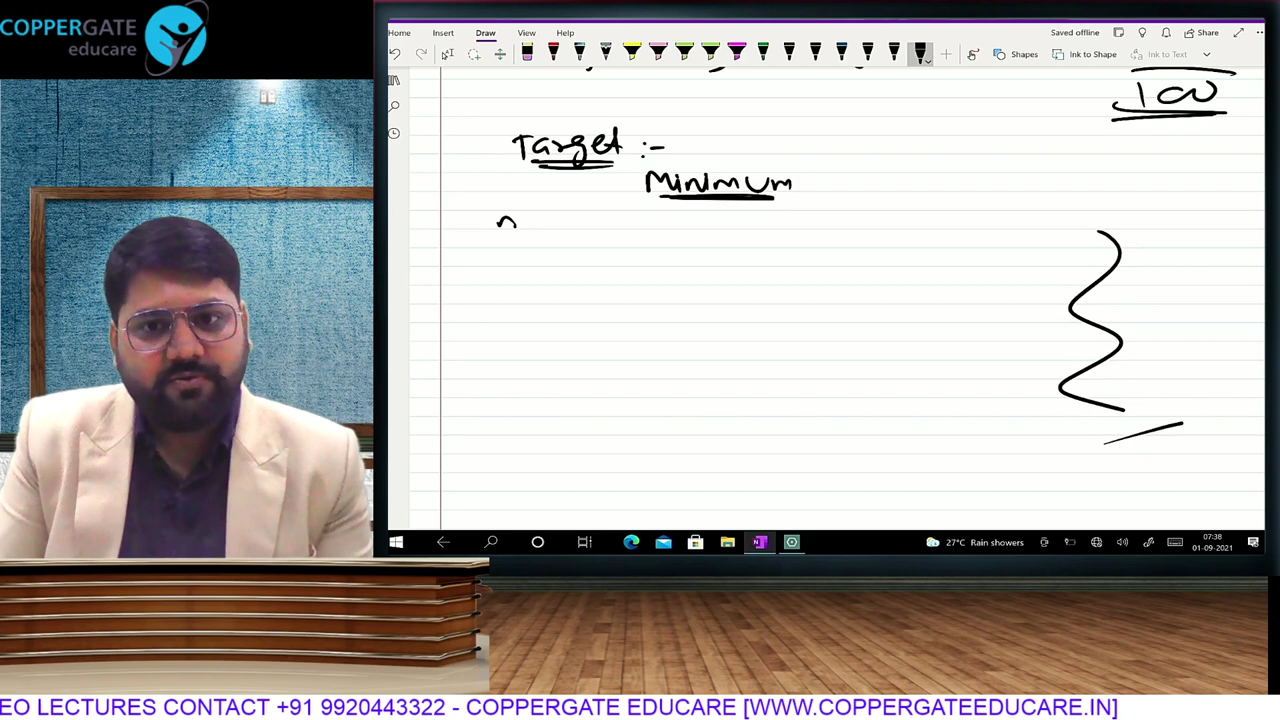 COPPERGATE
educare
Home Insert Draw View Help
Saved offline
Share
Shapes
Ink to Shape
Ink to Text
100
Target :-
Minimum
n
27°C Rain showers
07:38
01-09-2021
EO LECTURES CONTACT +91 9920443322 - COPPERGATE EDUCARE [WWW.COPPERGATEEDUCARE.IN]